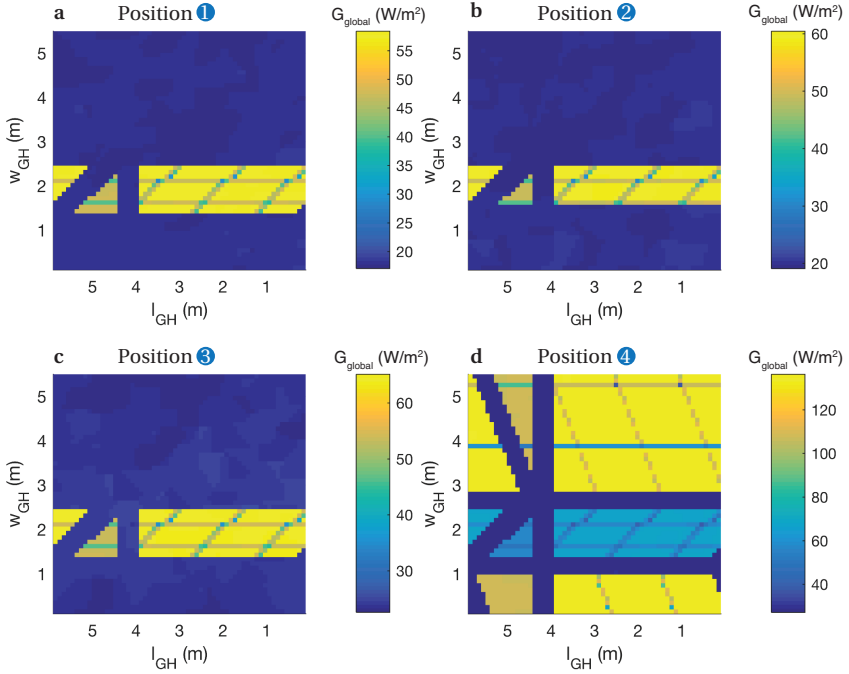 a Position 1 G_global (W/m²)
5
4
3
2
1
w_GH (m)
5 4 3 2 1
l_GH (m)
55
50
45
40
35
30
25
20
b Position 2 G_global (W/m²)
5
4
3
2
1
w_GH (m)
5 4 3 2 1
l_GH (m)
60
50
40
30
20
c Position 3 G_global (W/m²)
5
4
3
2
1
w_GH (m)
5 4 3 2 1
l_GH (m)
60
50
40
30
d Position 4 G_global (W/m²)
5
4
3
2
1
w_GH (m)
5 4 3 2 1
l_GH (m)
120
100
80
60
40